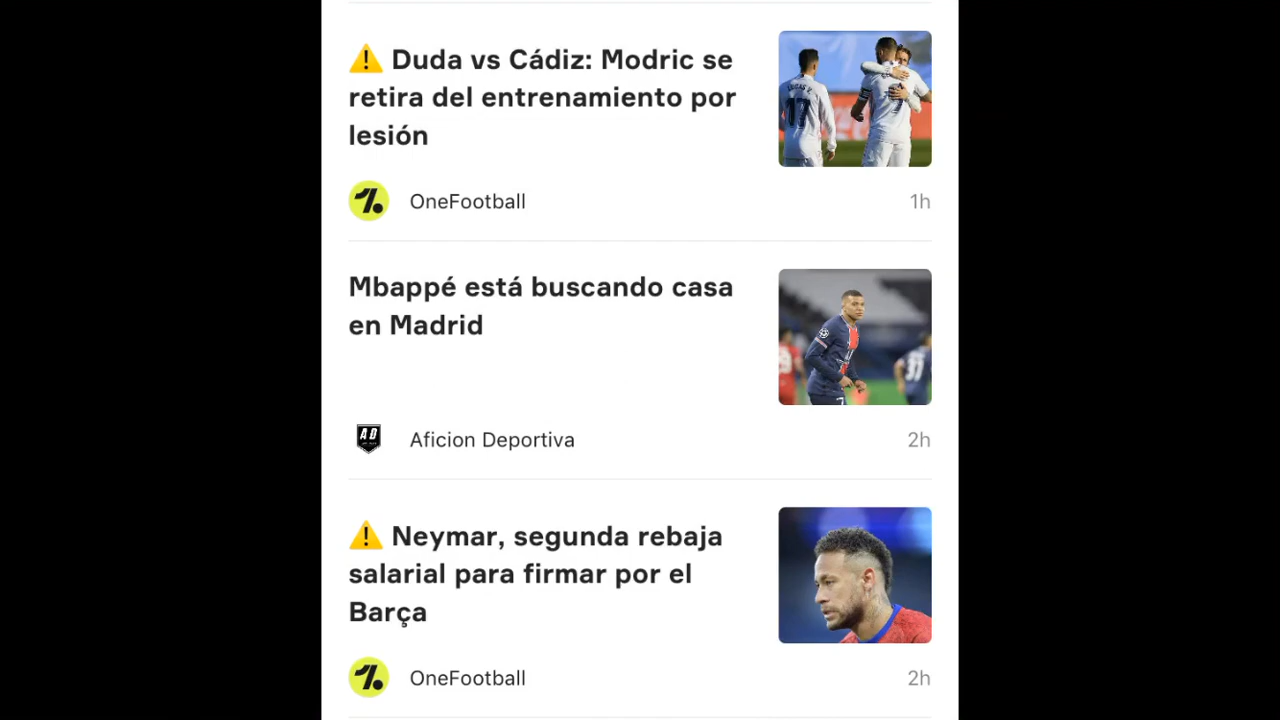 ⚠️ Duda vs Cádiz: Modric se
retira del entrenamiento por
lesión
OneFootball
1h
Mbappé está buscando casa
en Madrid
AD
Aficion Deportiva
2h
⚠️ Neymar, segunda rebaja
salarial para firmar por el
Barça
OneFootball
2h